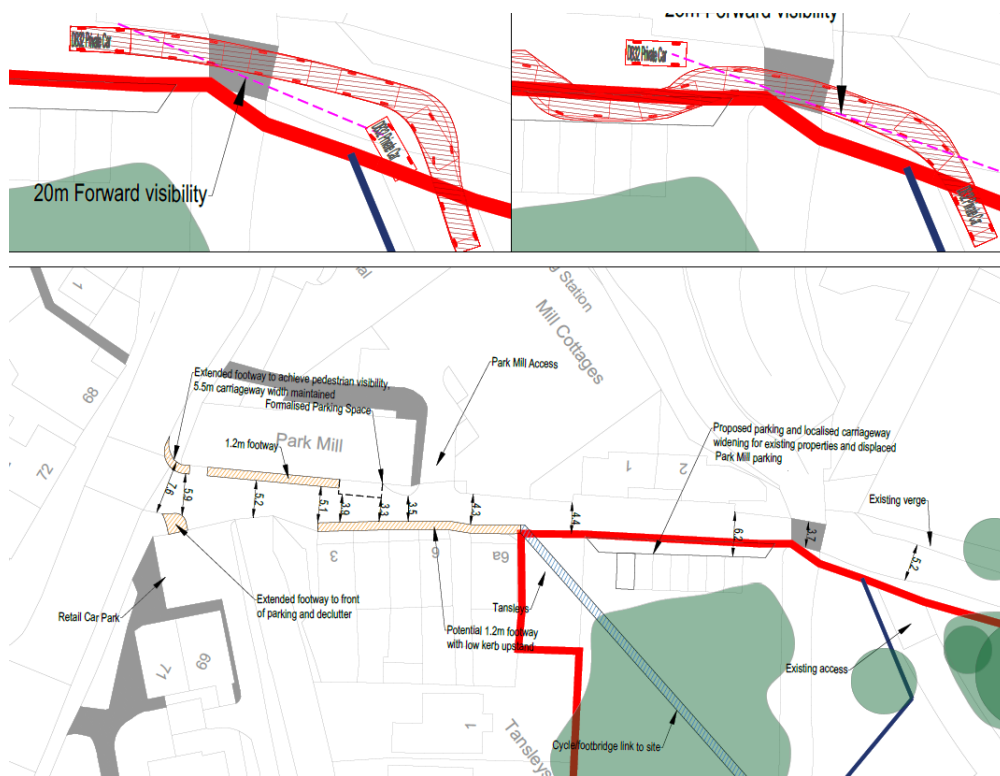 DB32 Private Car
DB32 Private Car
20m Forward visibility
20m Forward visibility
DB32 Private Car
DB32 Private Car
1
68
72
Station
Mill Cottages
Extended footway to achieve pedestrian visibility,
5.5m carriageway width maintained
Formalised Parking Space
Park Mill Access
1.2m footway
Park Mill
Proposed parking and localised carriageway
widening for existing properties and displaced
Park Mill parking
1
2
Existing verge
7.6
5.9
5.2
5.1
3.9
3.3
3.5
4.3
4.4
6.2
3.7
5.2
3
6
6a
Retail Car Park
Extended footway to front
of parking and declutter
Tansleys
Potential 1.2m footway
with low kerb upstand
Existing access
71
69
1
Tansleys
Cycle/footbridge link to site